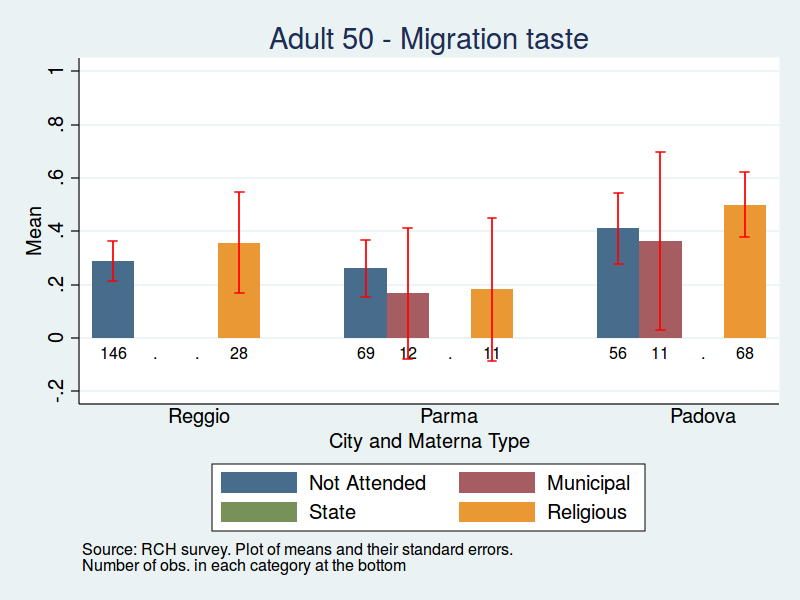 Adult 50 - Migration taste
Mean
1
.8
.6
.4
.2
0
-.2
146 . . 28 69 12 . 11 56 11 . 68
Reggio Parma Padova
City and Materna Type
Not Attended Municipal
State Religious
Source: RCH survey. Plot of means and their standard errors.
Number of obs. in each category at the bottom